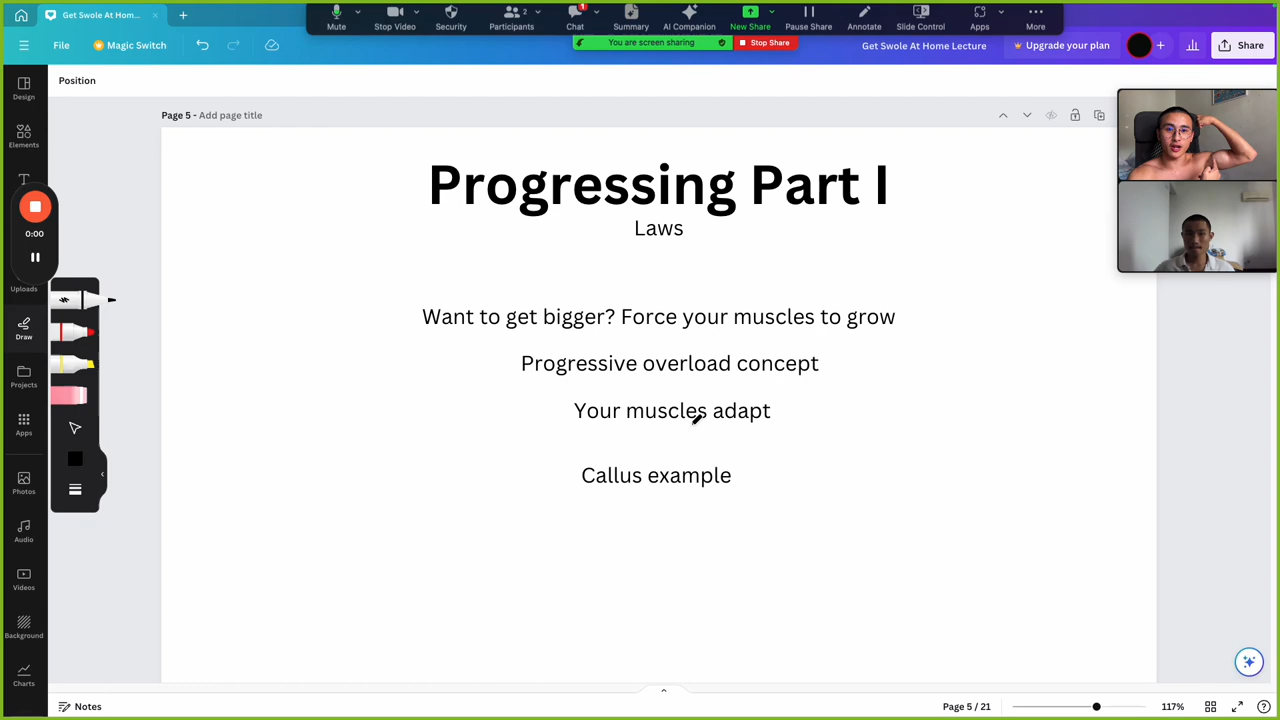 Get Swole At Home...
Mute
Stop Video
Security
Participants
2
Chat
1
Summary
AI Companion
New Share
Pause Share
Annotate
Slide Control
Apps
More
You are screen sharing
Stop Share
File
Magic Switch
Get Swole At Home Lecture
Upgrade your plan
Share
Position
Design
Elements
T
0:00
Uploads
Draw
Projects
Apps
Photos
Audio
Videos
Background
Charts
Page 5 - Add page title
Progressing Part I
Laws
Want to get bigger? Force your muscles to grow
Progressive overload concept
Your muscles adapt
Callus example
Notes
Page 5 / 21
117%